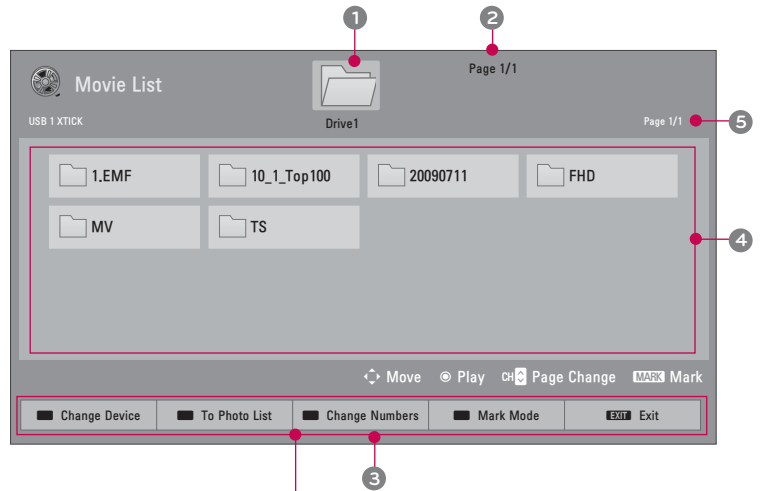 1
2
Movie List
Page 1/1
USB 1 XTICK
Drive1
Page 1/1
5
1.EMF
10_1_Top100
20090711
FHD
MV
TS
4
Move
Play
CH Page Change
MARK Mark
Change Device
To Photo List
Change Numbers
Mark Mode
EXIT Exit
3